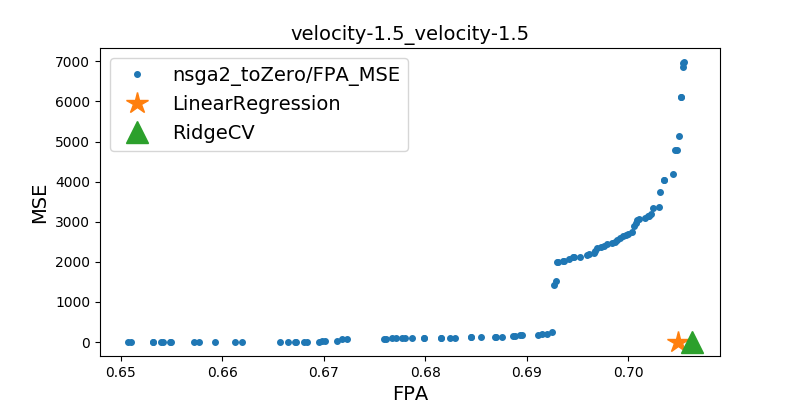 velocity-1.5_velocity-1.5
nsga2_toZero/FPA_MSE
LinearRegression
RidgeCV
MSE
7000
6000
5000
4000
3000
2000
1000
0
0.65 0.66 0.67 0.68 0.69 0.70
FPA